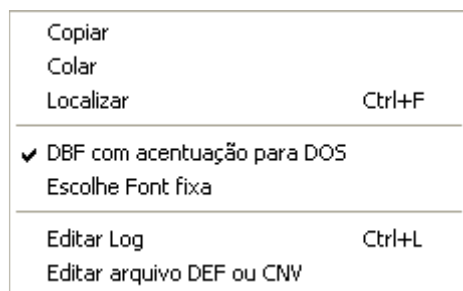 Copiar
Colar
Localizar Ctrl+F
DBF com acentuação para DOS
Escolhe Font fixa
Editar Log Ctrl+L
Editar arquivo DEF ou CNV